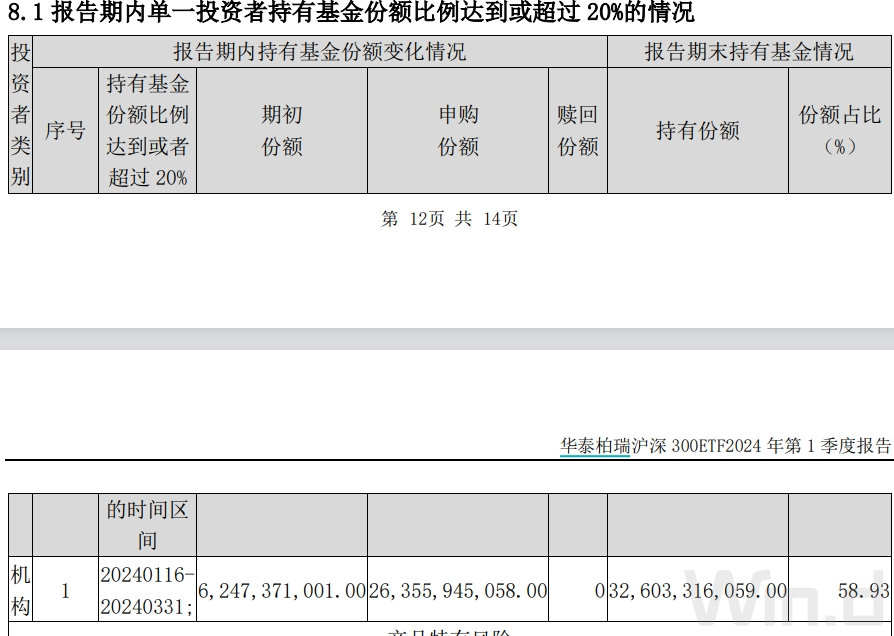 8.1 报告期内单一投资者持有基金份额比例达到或超过 20%的情况
投资者类别
报告期内持有基金份额变化情况
报告期末持有基金情况
序号
持有基金
份额比例
达到或者
超过 20%
期初
份额
申购
份额
赎回
份额
持有份额
份额占比
（%）
第 12页 共 14页
华泰柏瑞沪深 300ETF2024 年第 1 季度报告
的时间区
间
机构
1
20240116-
20240331;
6,247,371,001.00
26,355,945,058.00
0
32,603,316,059.00
58.93
Win.d